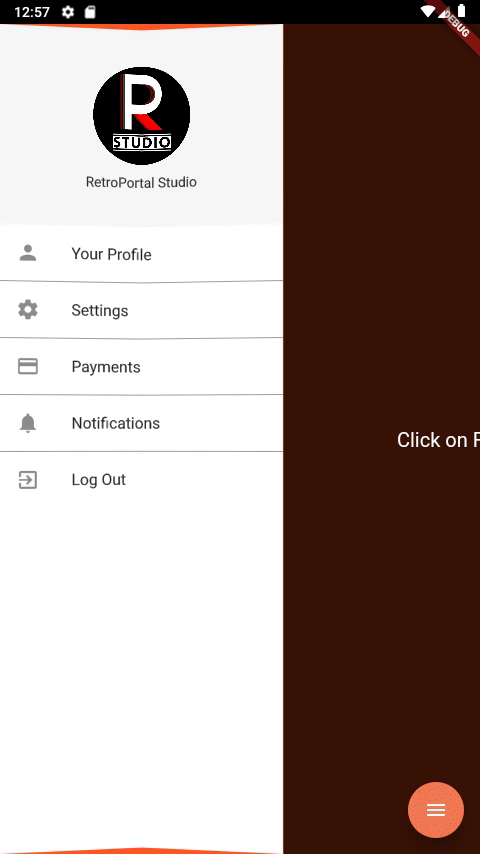 12:57
DEBUG
R
STUDIO
RetroPortal Studio
Your Profile
Settings
Payments
Notifications
Log Out
Click on